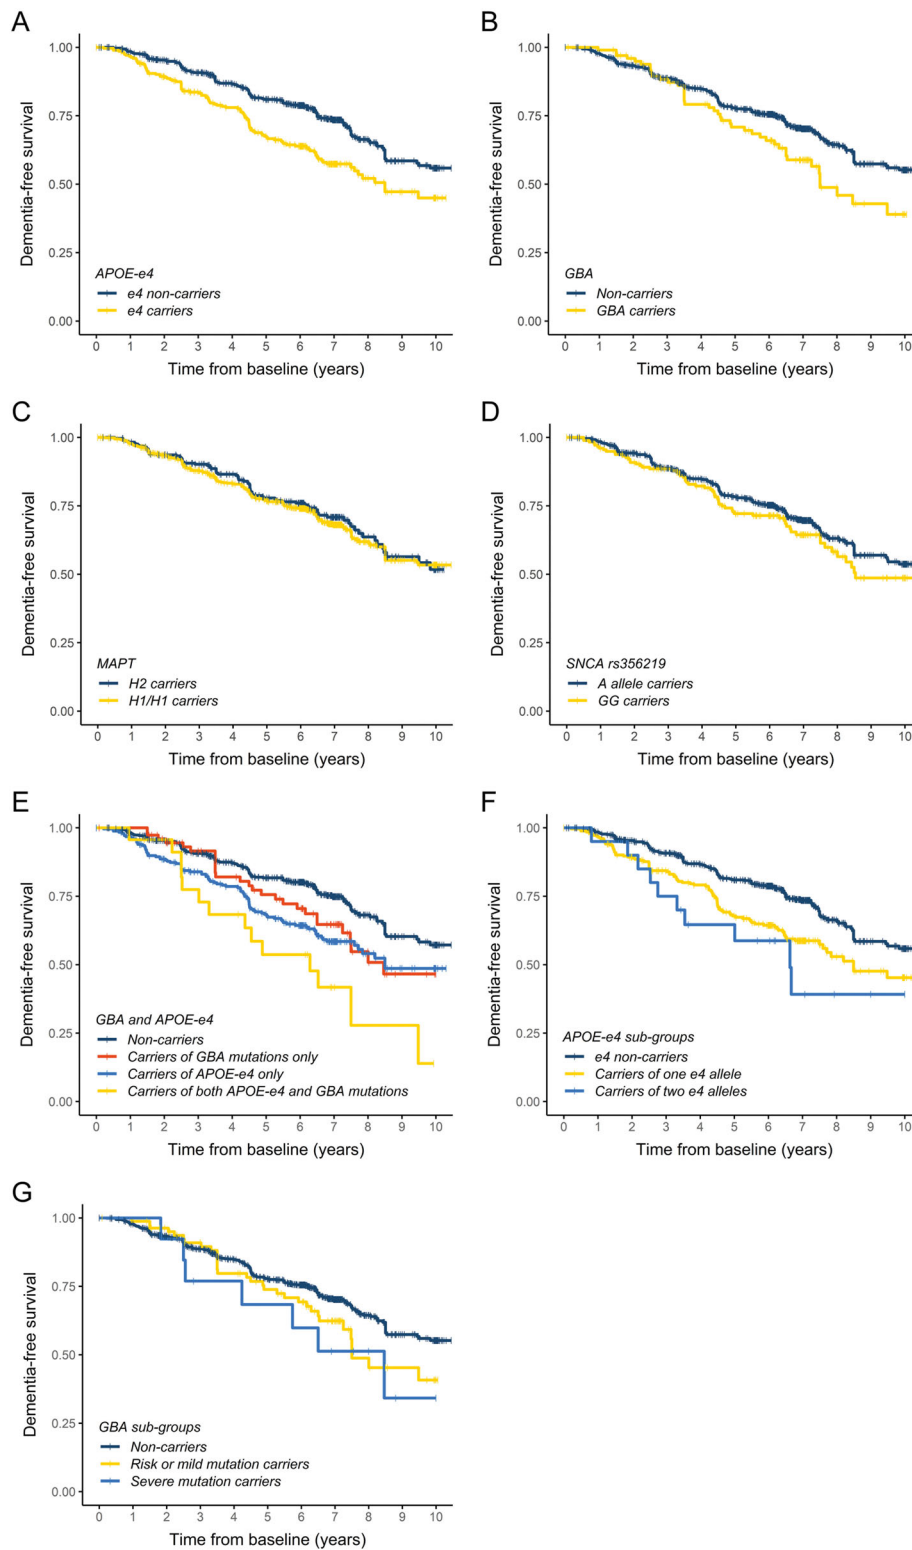 A
1.00
0.75
0.50
0.25
0.00
Dementia-free survival
APOE-e4
e4 non-carriers
e4 carriers
0 1 2 3 4 5 6 7 8 9 10
Time from baseline (years)
B
1.00
0.75
0.50
0.25
0.00
Dementia-free survival
GBA
Non-carriers
GBA carriers
0 1 2 3 4 5 6 7 8 9 10
Time from baseline (years)
C
1.00
0.75
0.50
0.25
0.00
Dementia-free survival
MAPT
H2 carriers
H1/H1 carriers
0 1 2 3 4 5 6 7 8 9 10
Time from baseline (years)
D
1.00
0.75
0.50
0.25
0.00
Dementia-free survival
SNCA rs356219
A allele carriers
GG carriers
0 1 2 3 4 5 6 7 8 9 10
Time from baseline (years)
E
1.00
0.75
0.50
0.25
0.00
Dementia-free survival
GBA and APOE-e4
Non-carriers
Carriers of GBA mutations only
Carriers of APOE-e4 only
Carriers of both APOE-e4 and GBA mutations
0 1 2 3 4 5 6 7 8 9 10
Time from baseline (years)
F
1.00
0.75
0.50
0.25
0.00
Dementia-free survival
APOE-e4 sub-groups
e4 non-carriers
Carriers of one e4 allele
Carriers of two e4 alleles
0 1 2 3 4 5 6 7 8 9 10
Time from baseline (years)
G
1.00
0.75
0.50
0.25
0.00
Dementia-free survival
GBA sub-groups
Non-carriers
Risk or mild mutation carriers
Severe mutation carriers
0 1 2 3 4 5 6 7 8 9 10
Time from baseline (years)